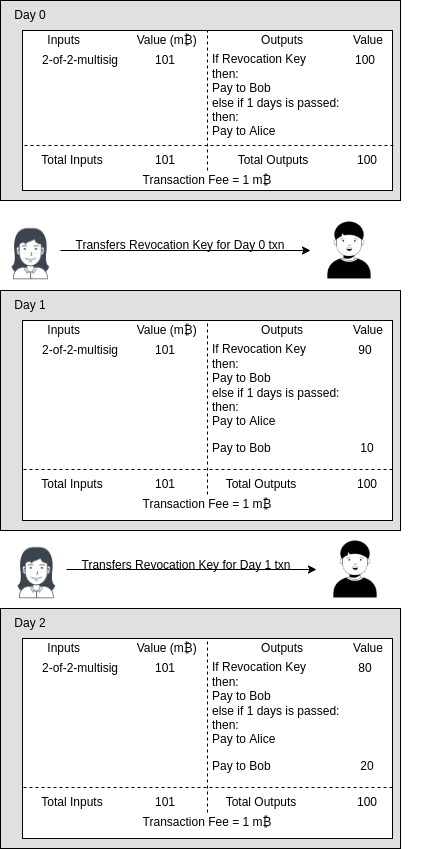 Day 0
Inputs Value (m₿) Outputs Value
2-of-2-multisig 101 If Revocation Key 100
then:
Pay to Bob
else if 1 days is passed:
then:
Pay to Alice
Total Inputs 101 Total Outputs 100
Transaction Fee = 1 m₿
Transfers Revocation Key for Day 0 txn
Day 1
Inputs Value (m₿) Outputs Value
2-of-2-multisig 101 If Revocation Key 90
then:
Pay to Bob
else if 1 days is passed:
then:
Pay to Alice
Pay to Bob 10
Total Inputs 101 Total Outputs 100
Transaction Fee = 1 m₿
Transfers Revocation Key for Day 1 txn
Day 2
Inputs Value (m₿) Outputs Value
2-of-2-multisig 101 If Revocation Key 80
then:
Pay to Bob
else if 1 days is passed:
then:
Pay to Alice
Pay to Bob 20
Total Inputs 101 Total Outputs 100
Transaction Fee = 1 m₿